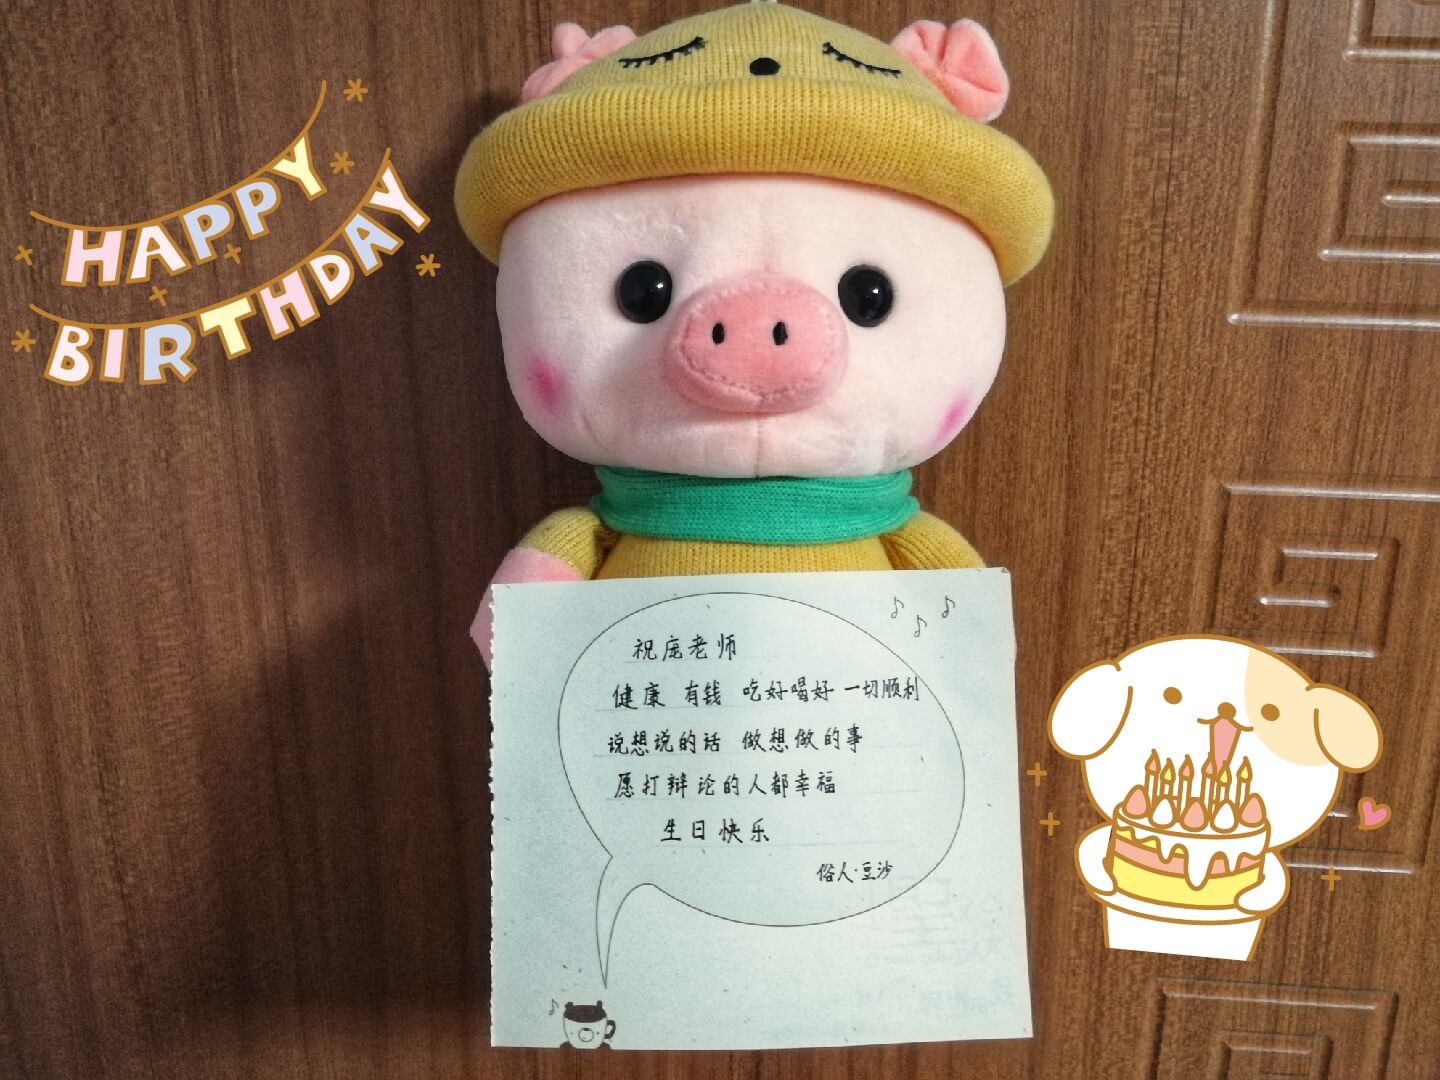 HAPPY
BIRTHDAY
祝庞老师
健康 有钱 吃好喝好 一切顺利
说想说的话 做想做的事
愿打辩论的人都幸福
生日快乐
俗人·豆沙